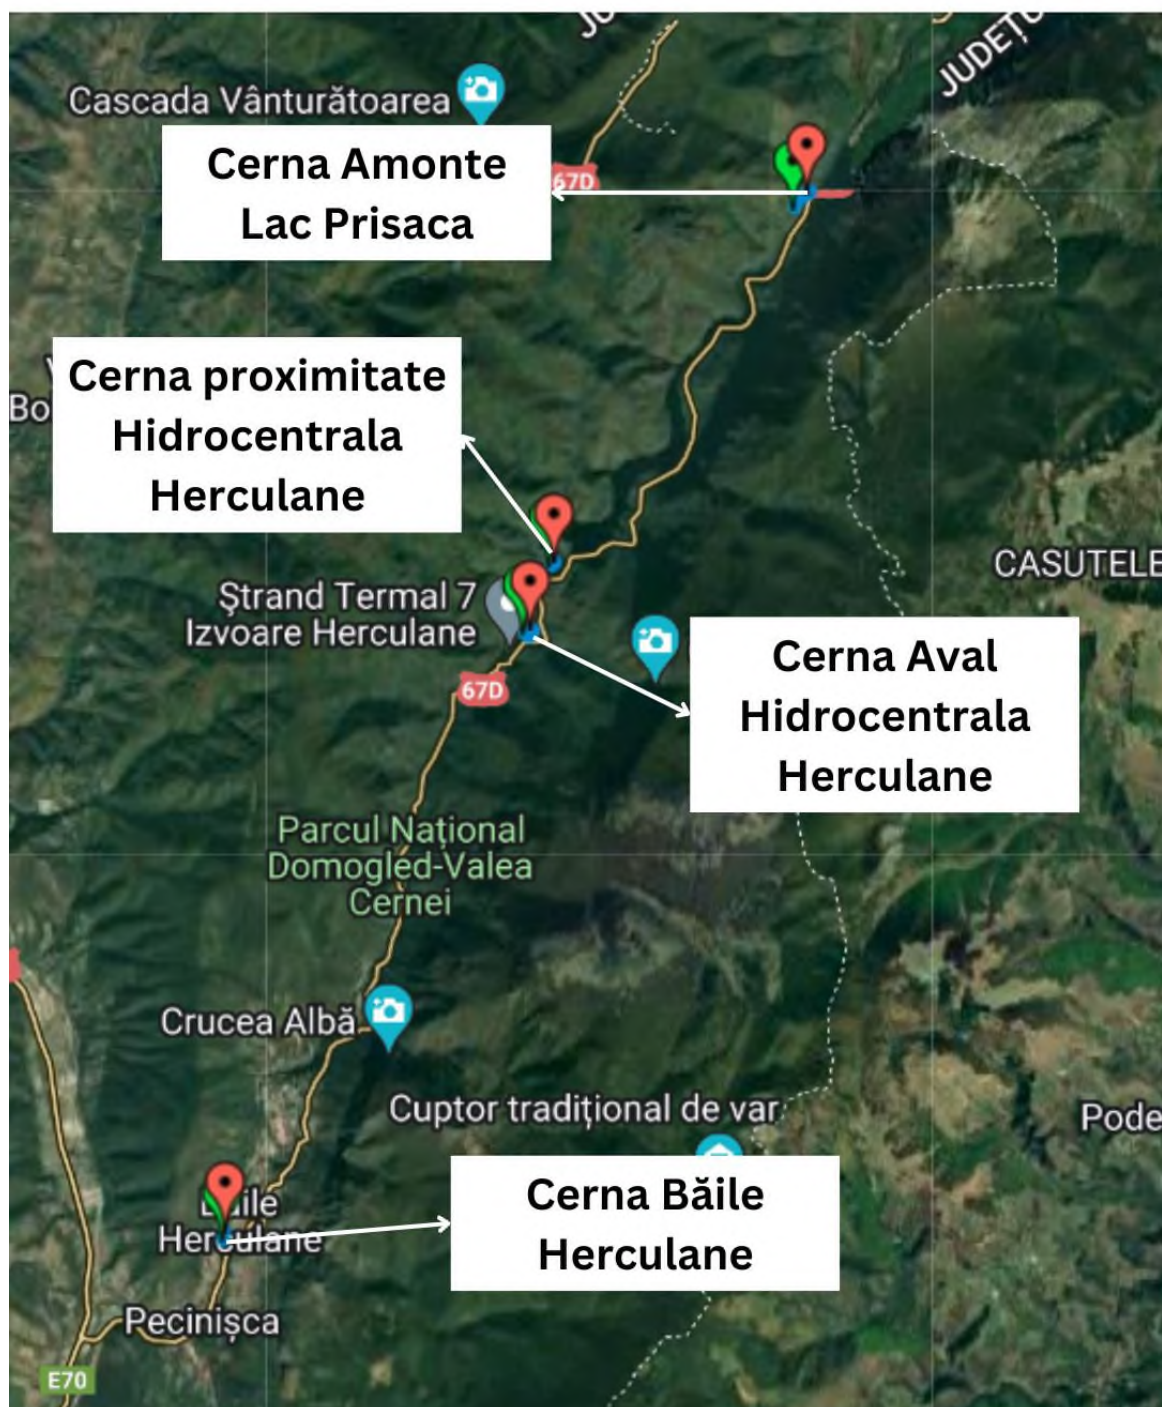 JU
JUDEȚU
Cascada Vânturătoarea
Cerna Amonte
Lac Prisaca
67D
Cerna proximitate
Hidrocentrala
Herculane
Bo
CASUTELE
Ștrand Termal 7
Izvoare Herculane
Cerna Aval
Hidrocentrala
Herculane
67D
Parcul Național
Domogled-Valea
Cernei
Crucea Albă
Cuptor tradițional de var
Pode
Cerna Băile
Herculane
ile
Herculane
Pecinișca
E70